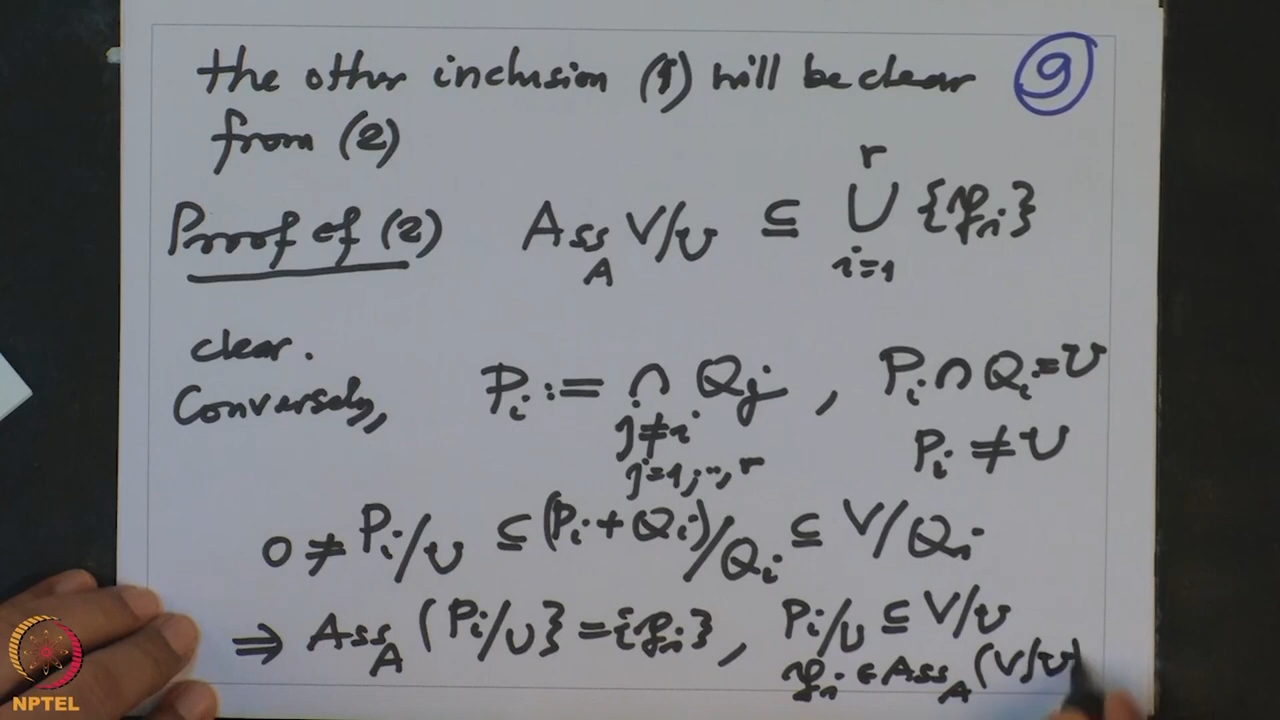 the other inclusion (1) will be clear ⑨
from (2)
Proof of (2) Ass_A V/U ⊆ ⋃_{i=1}^{r} {𝔭_i}
clear.
Conversely, P_i := ∩_{j≠i, j=1,..,r} Q_j , P_i ∩ Q_i = U
P_i ≠ U
0 ≠ P_i/U ⊆ (P_i + Q_i)/Q_i ⊆ V/Q_i
⇒ Ass_A (P_i/U} = {𝔭_i}, P_i/U ⊆ V/U
𝔭_i ∈ Ass_A (V/U)
NPTEL